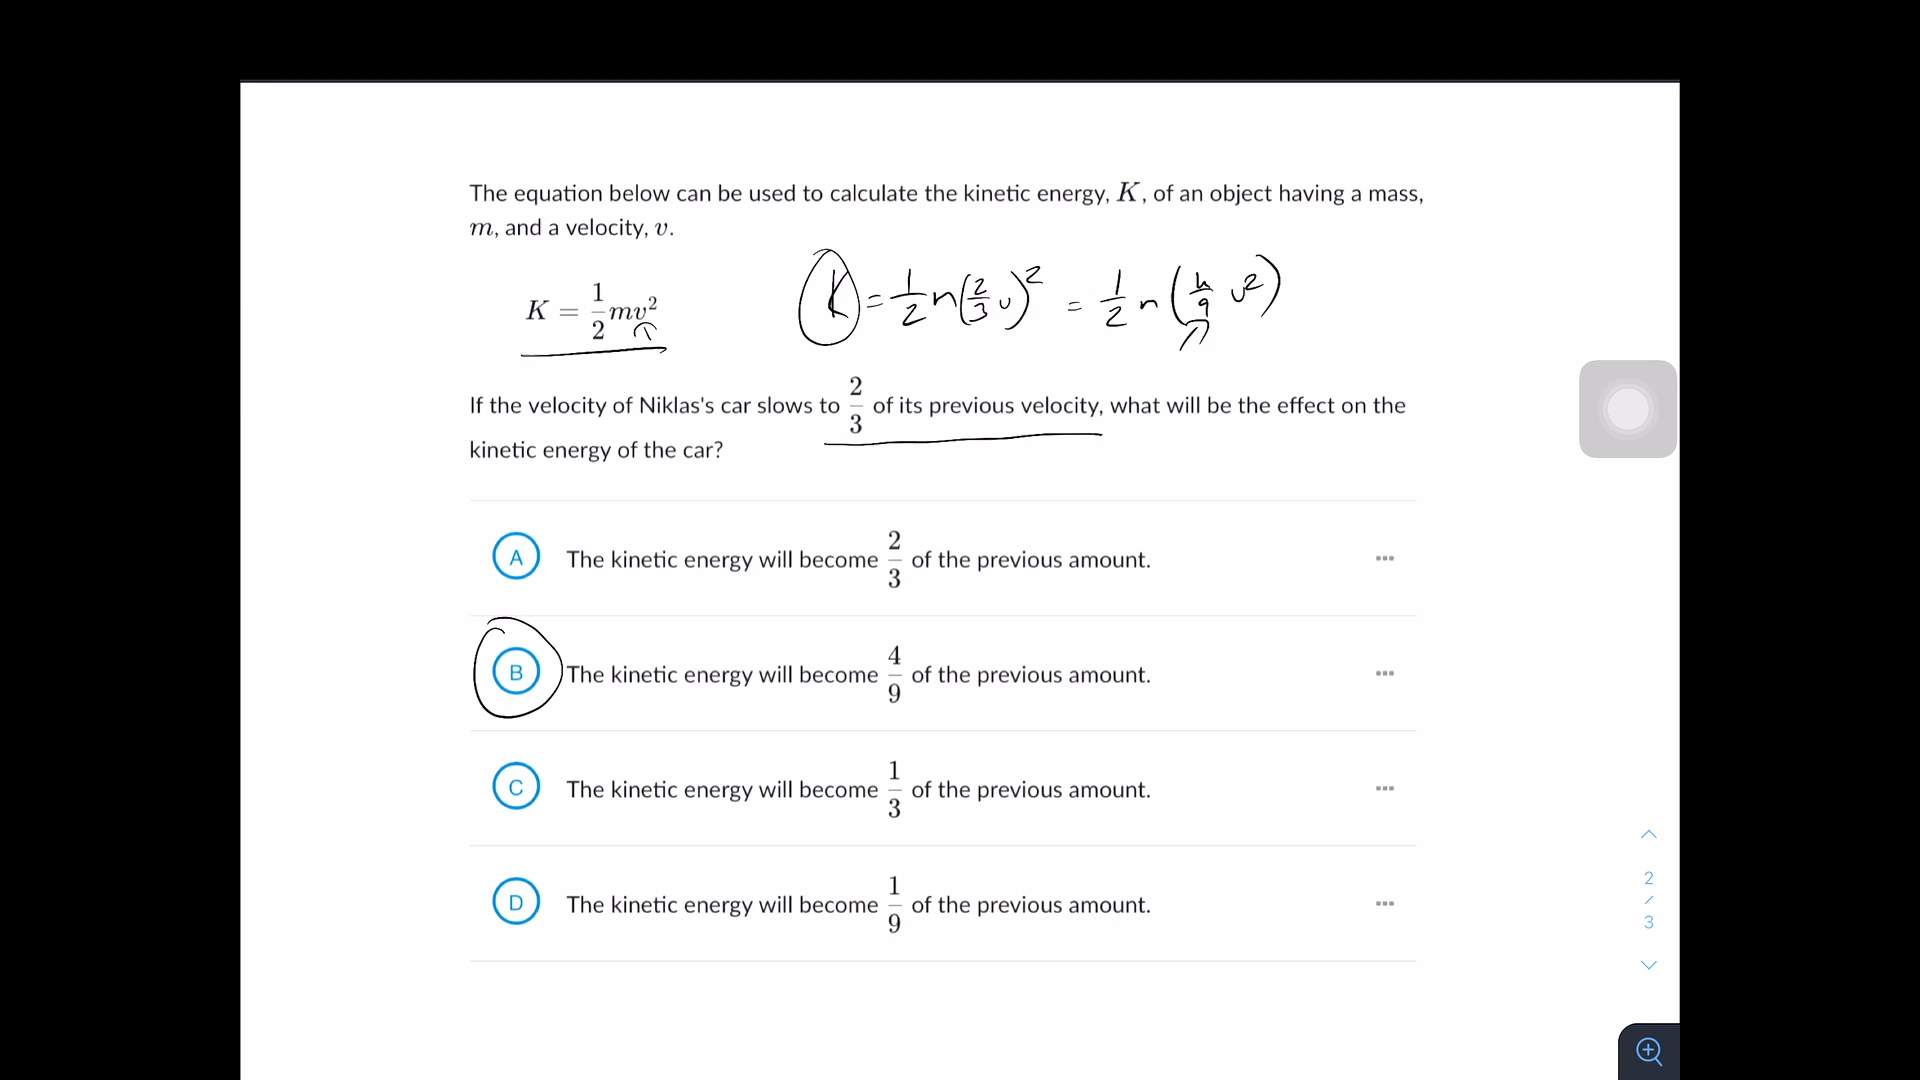 The equation below can be used to calculate the kinetic energy, K, of an object having a mass,
m, and a velocity, v.
K = 1/2 mv²
K = 1/2 m(2/3 v)² = 1/2 m(4/9 v²)
If the velocity of Niklas's car slows to 2/3 of its previous velocity, what will be the effect on the
kinetic energy of the car?
A The kinetic energy will become 2/3 of the previous amount.
B The kinetic energy will become 4/9 of the previous amount.
C The kinetic energy will become 1/3 of the previous amount.
D The kinetic energy will become 1/9 of the previous amount.
2
/
3